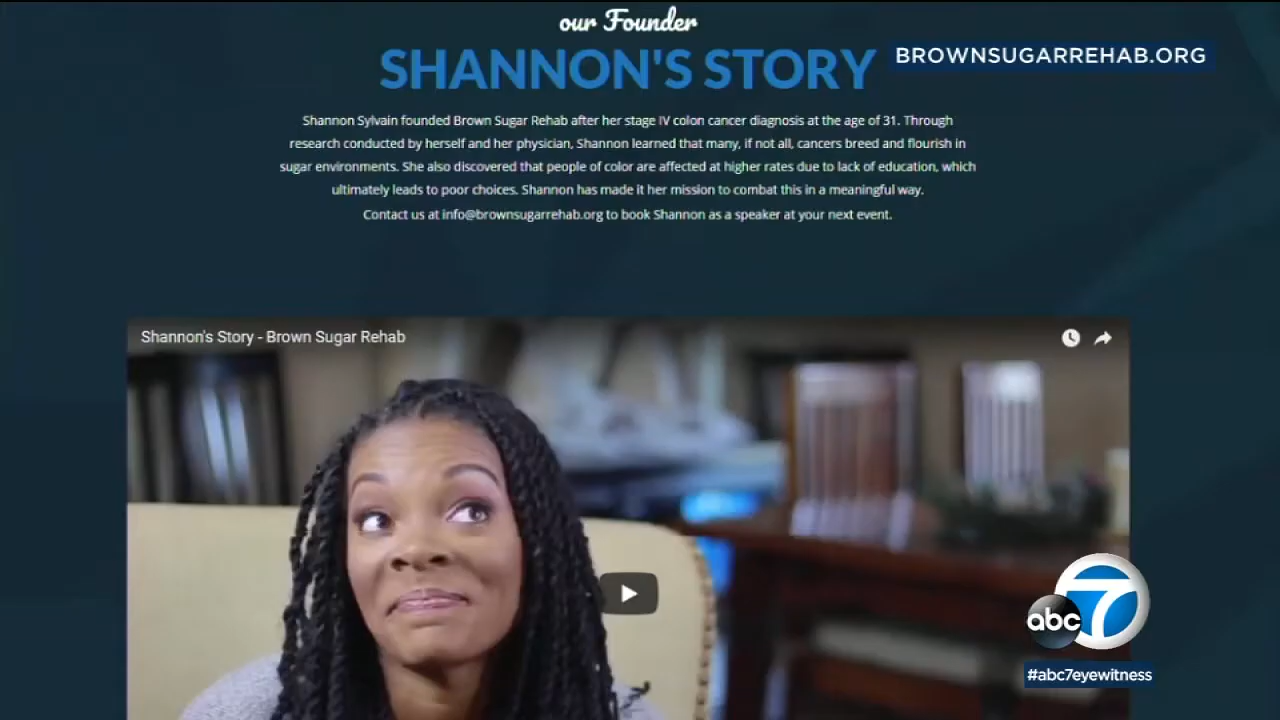 our Founder
SHANNON'S STORY
BROWNSUGARREHAB.ORG
Shannon Sylvain founded Brown Sugar Rehab after her stage IV colon cancer diagnosis at the age of 31. Through
research conducted by herself and her physician, Shannon learned that many, if not all, cancers breed and flourish in
sugar environments. She also discovered that people of color are affected at higher rates due to lack of education, which
ultimately leads to poor choices. Shannon has made it her mission to combat this in a meaningful way.
Contact us at info@brownsugarrehab.org to book Shannon as a speaker at your next event.
Shannon's Story - Brown Sugar Rehab
abc 7
#abc7eyewitness